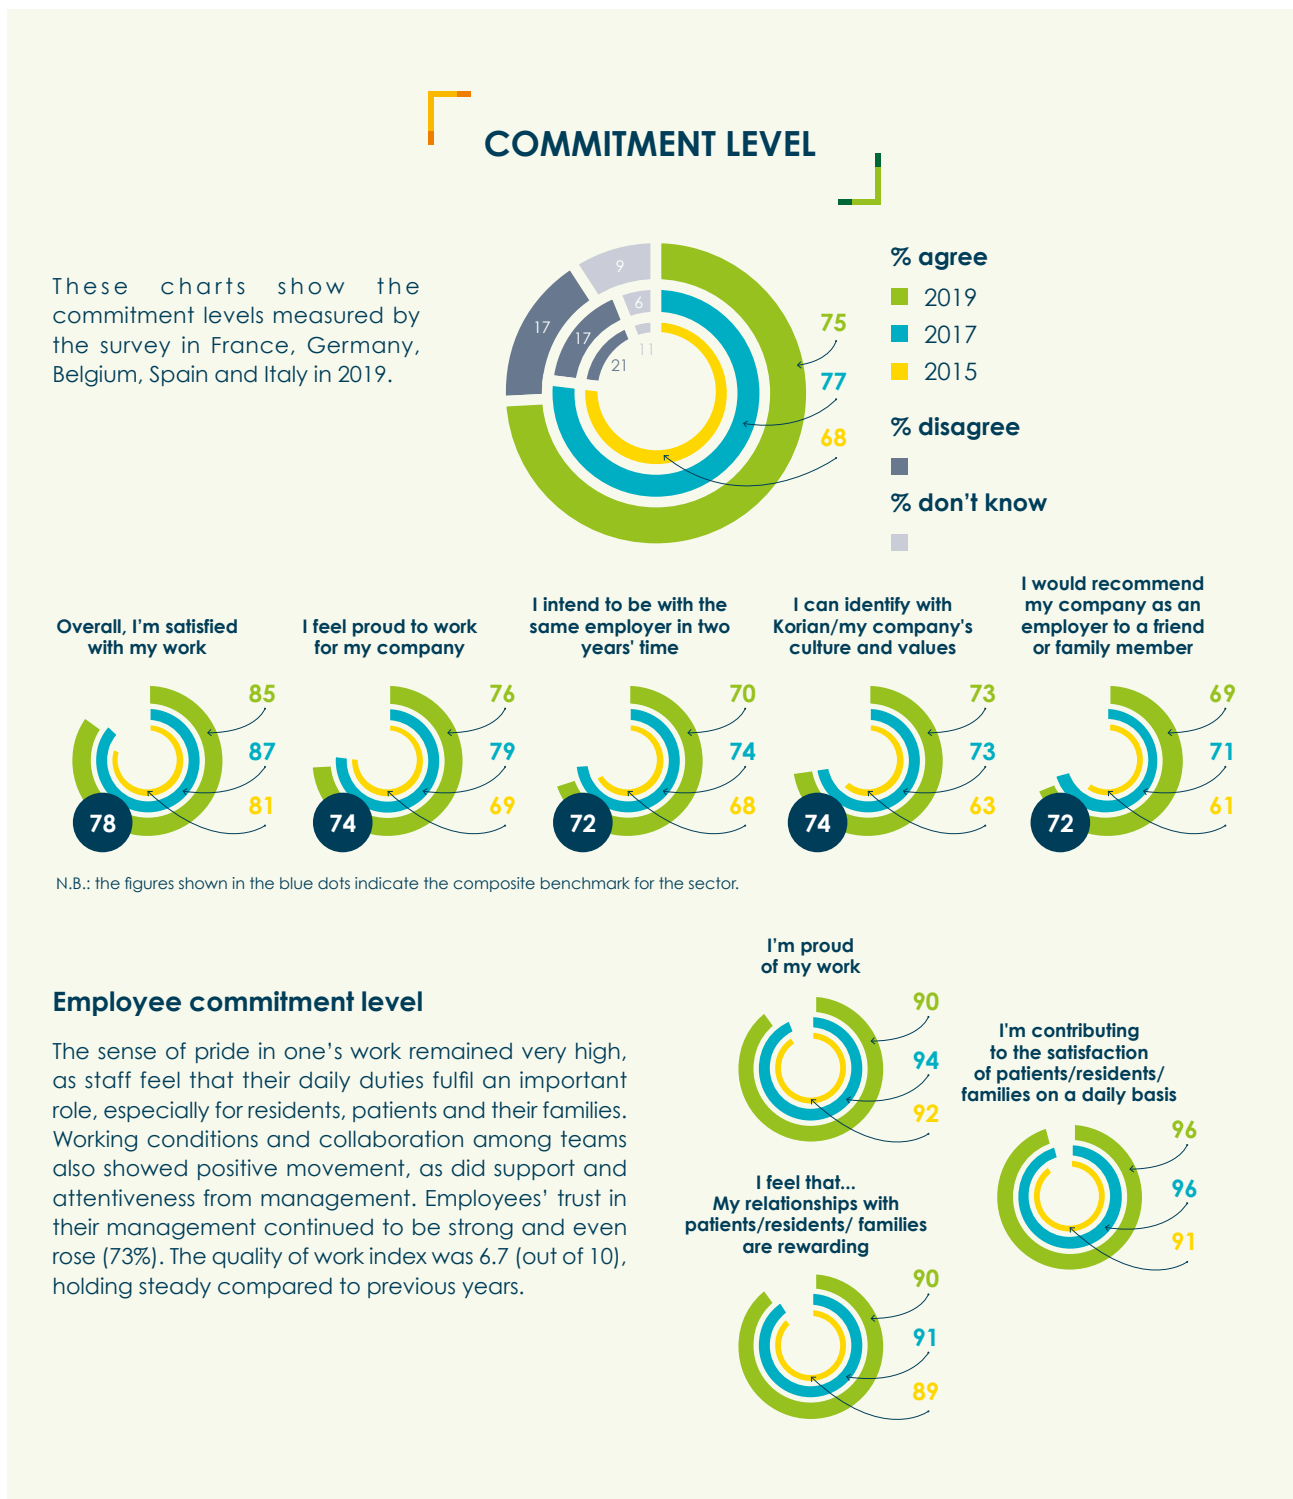 COMMITMENT LEVEL
These charts show the
commitment levels measured by
the survey in France, Germany,
Belgium, Spain and Italy in 2019.
9
17
6
17
11
21
75
77
68
% agree
2019
2017
2015
% disagree
% don't know
Overall, I'm satisfied
with my work
85
87
81
78
I feel proud to work
for my company
76
79
69
74
I intend to be with the
same employer in two
years' time
70
74
68
72
I can identify with
Korian/my company's
culture and values
73
73
63
74
I would recommend
my company as an
employer to a friend
or family member
69
71
61
72
N.B.: the figures shown in the blue dots indicate the composite benchmark for the sector.
Employee commitment level
The sense of pride in one's work remained very high,
as staff feel that their daily duties fulfil an important
role, especially for residents, patients and their families.
Working conditions and collaboration among teams
also showed positive movement, as did support and
attentiveness from management. Employees' trust in
their management continued to be strong and even
rose (73%). The quality of work index was 6.7 (out of 10),
holding steady compared to previous years.
I'm proud
of my work
90
94
92
I'm contributing
to the satisfaction
of patients/residents/
families on a daily basis
96
96
91
I feel that...
My relationships with
patients/residents/ families
are rewarding
90
91
89